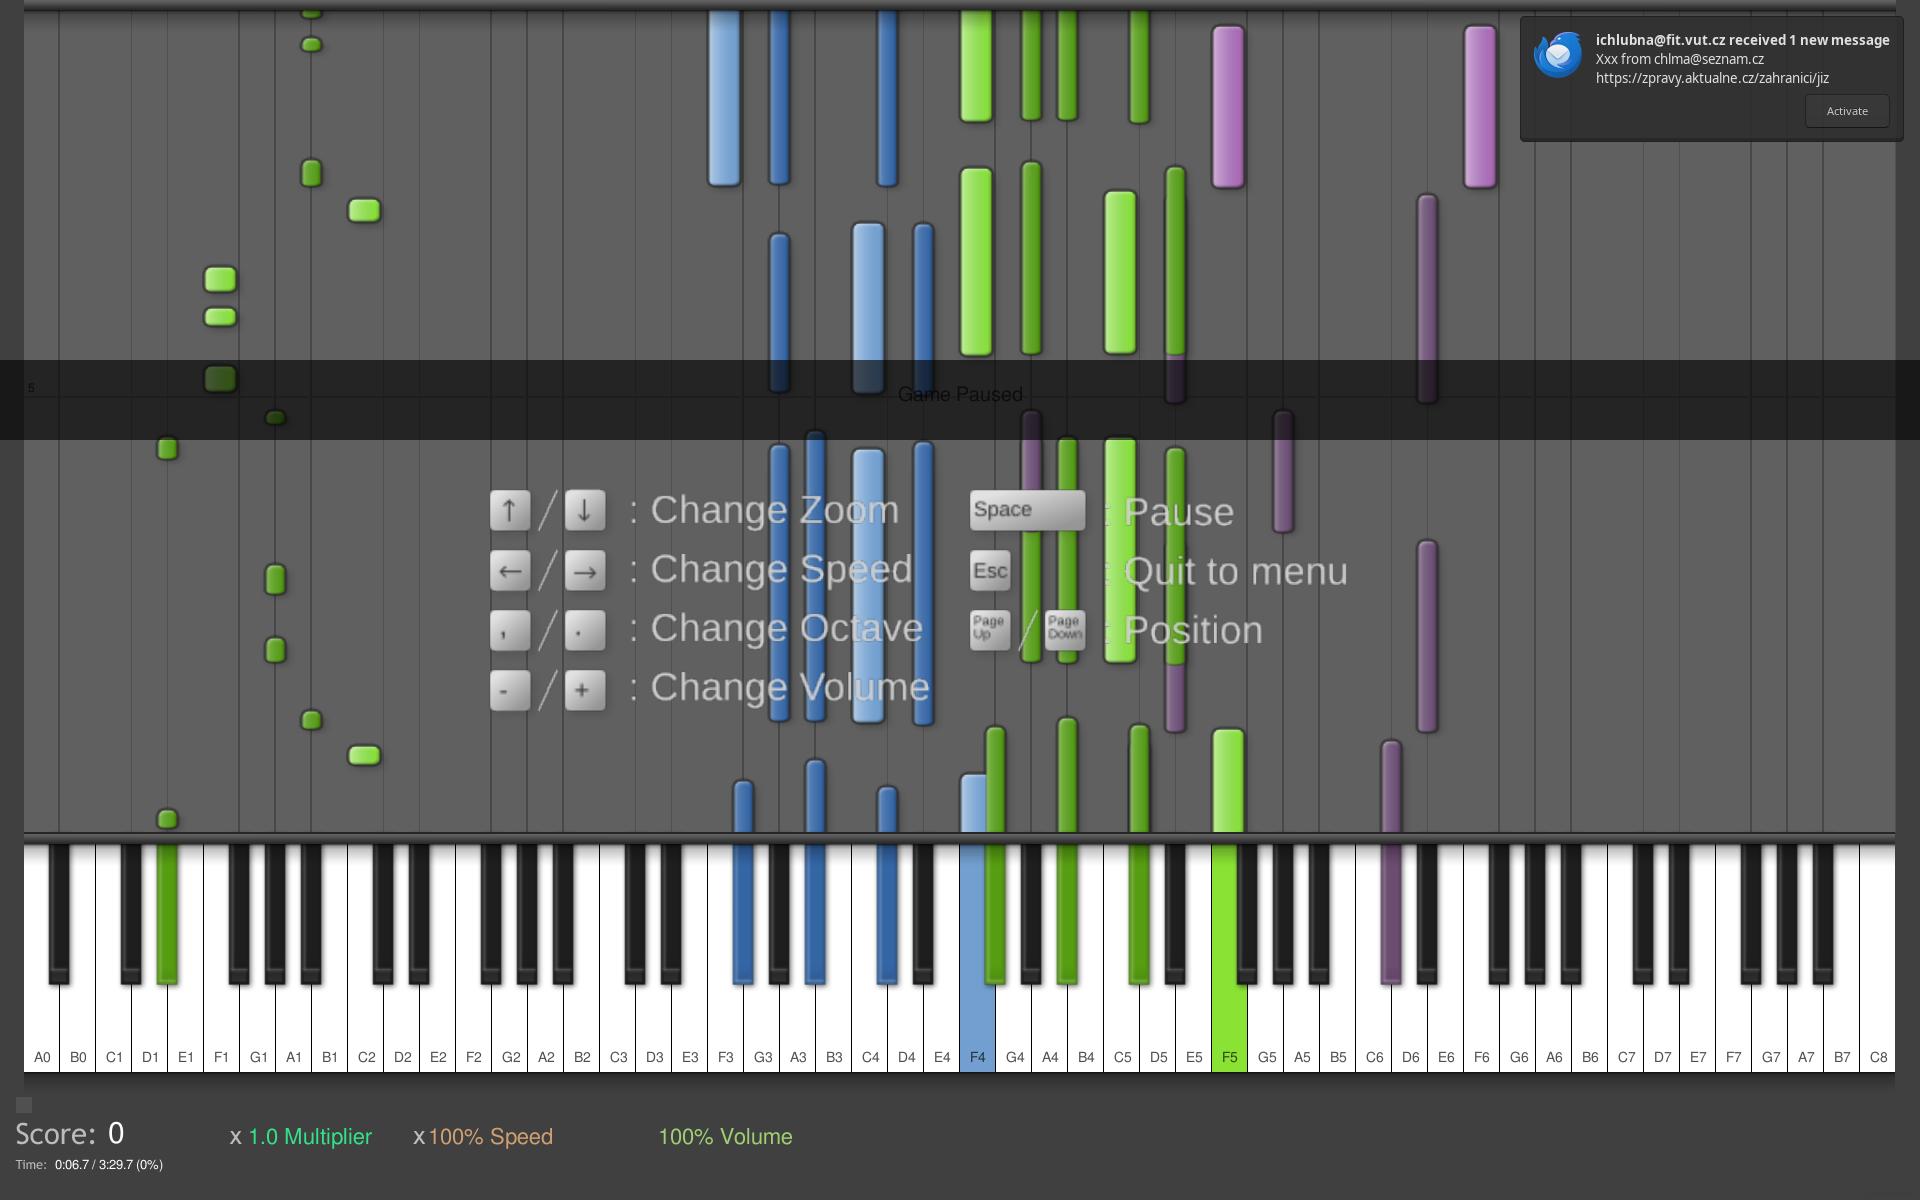 ichlubna@fit.vut.cz received 1 new message
Xxx from chlma@seznam.cz
https://zpravy.aktualne.cz/zahranici/jiz
Activate
5
Game Paused
↑ / ↓ : Change Zoom
← / → : Change Speed
, / . : Change Octave
- / + : Change Volume
Space : Pause
Esc : Quit to menu
Page Up / Page Down : Position
A0 B0 C1 D1 E1 F1 G1 A1 B1 C2 D2 E2 F2 G2 A2 B2 C3 D3 E3 F3 G3 A3 B3 C4 D4 E4 F4 G4 A4 B4 C5 D5 E5 F5 G5 A5 B5 C6 D6 E6 F6 G6 A6 B6 C7 D7 E7 F7 G7 A7 B7 C8
Score: 0 x 1.0 Multiplier x 100% Speed 100% Volume
Time: 0:06.7 / 3:29.7 (0%)